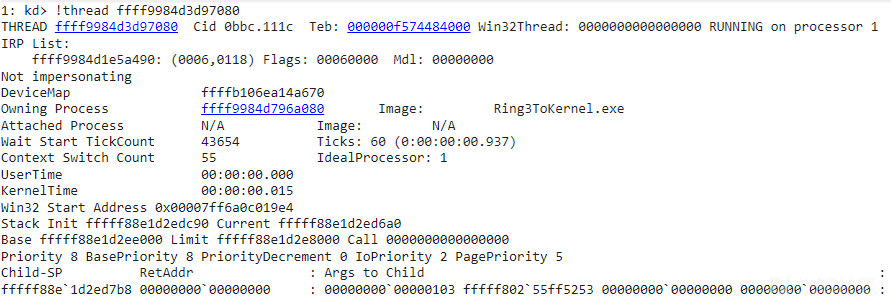 1: kd> !thread ffff9984d3d97080
THREAD ffff9984d3d97080  Cid 0bbc.111c  Teb: 000000f574484000 Win32Thread: 0000000000000000 RUNNING on processor 1
IRP List:
    ffff9984d1e5a490: (0006,0118) Flags: 00060000  Mdl: 00000000
Not impersonating
DeviceMap                 ffffb106ea14a670
Owning Process            ffff9984d796a080       Image:         Ring3ToKernel.exe
Attached Process          N/A            Image:         N/A
Wait Start TickCount      43654          Ticks: 60 (0:00:00:00.937)
Context Switch Count      55             IdealProcessor: 1
UserTime                  00:00:00.000
KernelTime                00:00:00.015
Win32 Start Address 0x00007ff6a0c019e4
Stack Init fffff88e1d2edc90 Current fffff88e1d2ed6a0
Base fffff88e1d2ee000 Limit fffff88e1d2e8000 Call 0000000000000000
Priority 8 BasePriority 8 PriorityDecrement 0 IoPriority 2 PagePriority 5
Child-SP          RetAddr           : Args to Child                                                           :
fffff88e`1d2ed7b8 00000000`00000000 : 00000000`00000103 fffff802`55ff5253 00000000`00000000 00000000`00000000 :